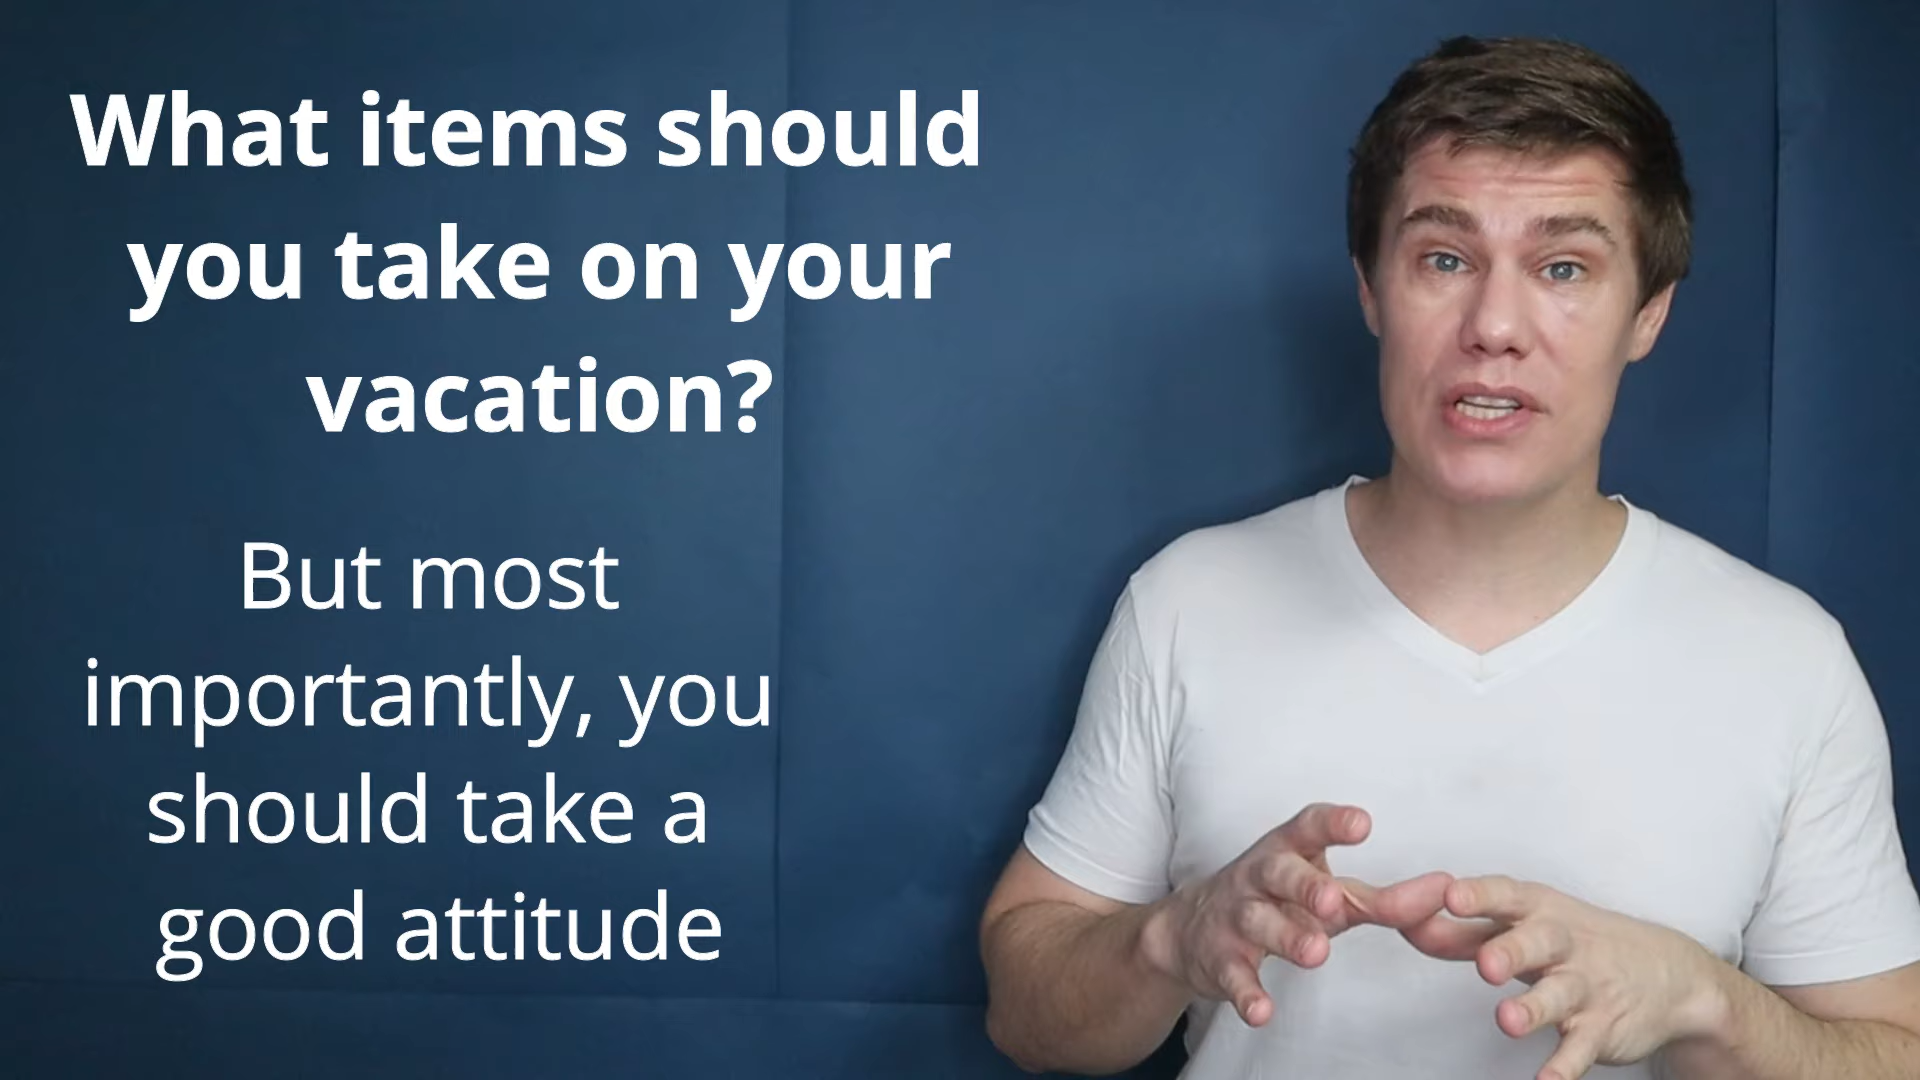 What items should
you take on your
vacation?
But most
importantly, you
should take a
good attitude